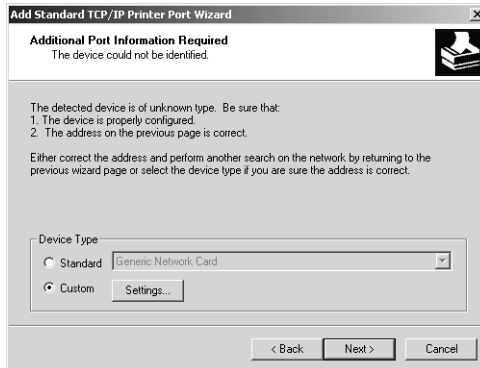 Add Standard TCP/IP Printer Port Wizard
Additional Port Information Required
The device could not be identified.
The detected device is of unknown type. Be sure that:
1. The device is properly configured.
2. The address on the previous page is correct.
Either correct the address and perform another search on the network by returning to the
previous wizard page or select the device type if you are sure the address is correct.
Device Type
Standard Generic Network Card
Custom Settings...
< Back Next > Cancel